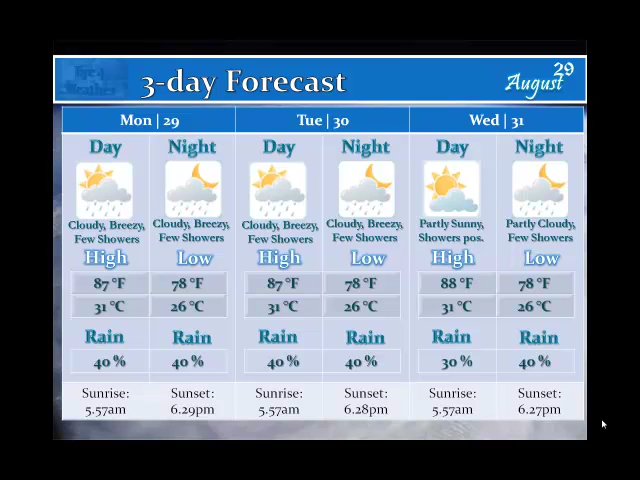 Eye 4 Weather
3-day Forecast
August 29
Mon | 29
Tue | 30
Wed | 31
Day
Night
Day
Night
Day
Night
Cloudy, Breezy,
Few Showers
Cloudy, Breezy,
Few Showers
Cloudy, Breezy,
Few Showers
Cloudy, Breezy,
Few Showers
Partly Sunny,
Showers pos.
Partly Cloudy,
Few Showers
High
Low
High
Low
High
Low
87 °F
78 °F
87 °F
78 °F
88 °F
78 °F
31 °C
26 °C
31 °C
26 °C
31 °C
26 °C
Rain
Rain
Rain
Rain
Rain
Rain
40 %
40 %
40 %
40 %
30 %
40 %
Sunrise:
5.57am
Sunset:
6.29pm
Sunrise:
5.57am
Sunset:
6.28pm
Sunrise:
5.57am
Sunset:
6.27pm